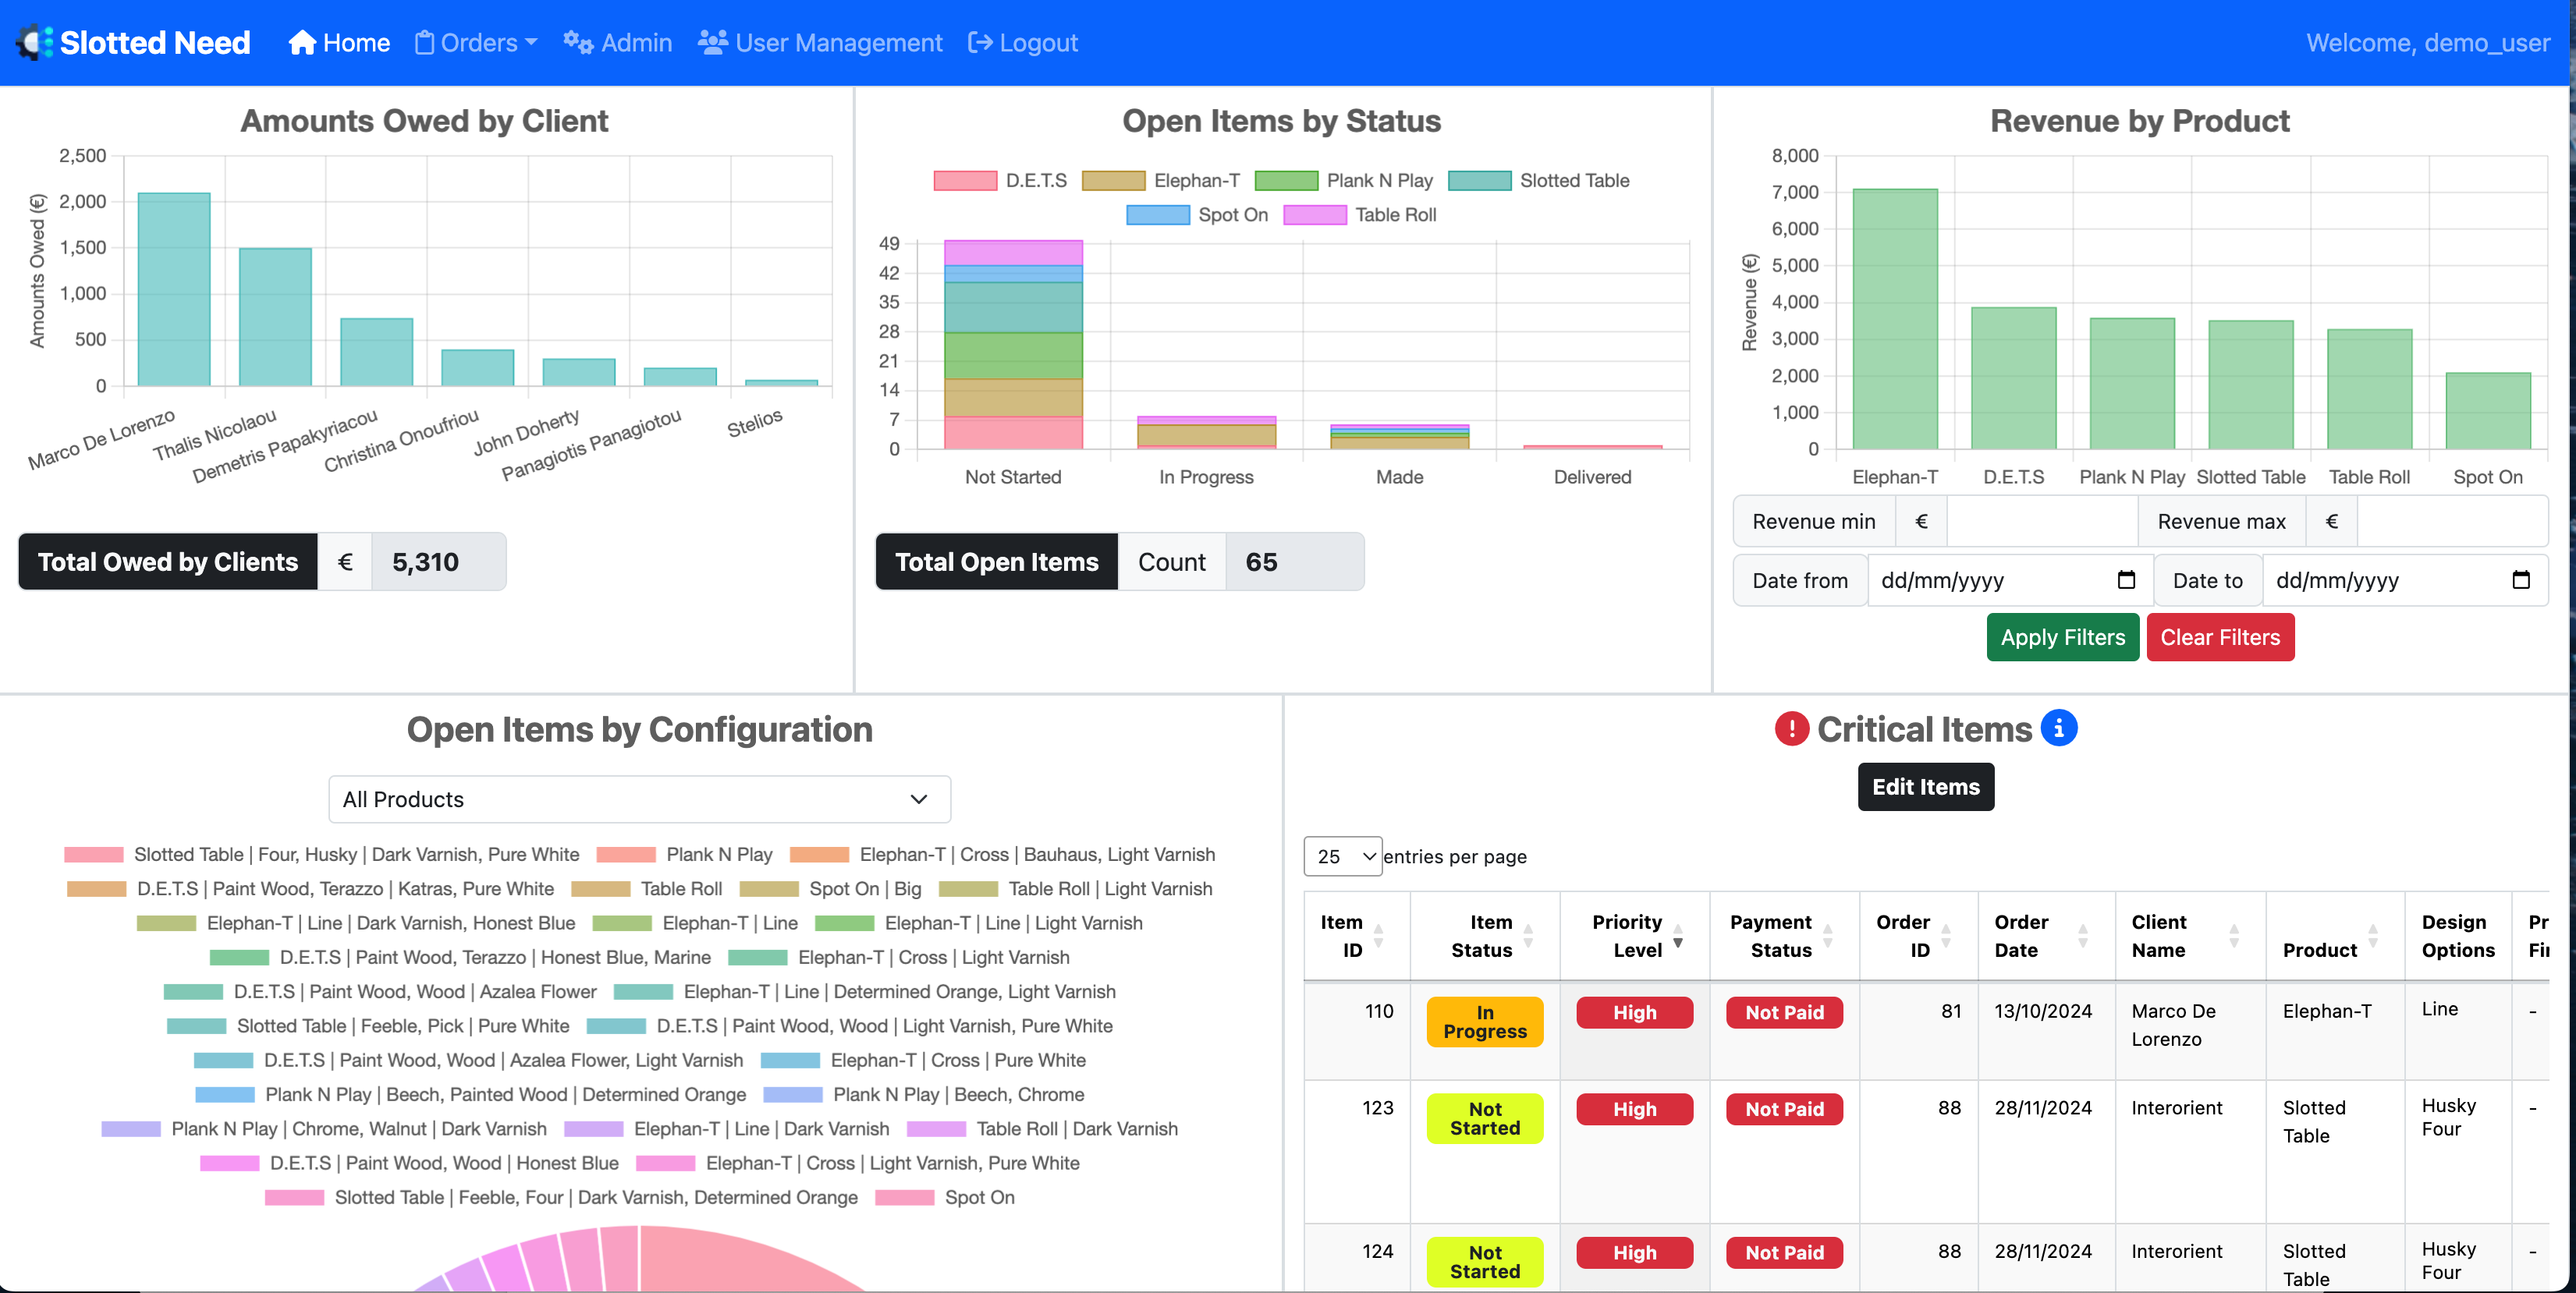 Slotted Need Home Orders Admin User Management Logout Welcome, demo_user
Amounts Owed by Client
Amounts Owed (€)
2,500
2,000
1,500
1,000
500
0
Marco De Lorenzo
Thalis Nicolaou
Demetris Papakyriacou
Christina Onoufriou
John Doherty
Panagiotis Panagiotou
Stelios
Total Owed by Clients € 5,310
Open Items by Status
D.E.T.S Elephan-T Plank N Play Slotted Table
Spot On Table Roll
49
42
35
28
21
14
7
0
Not Started In Progress Made Delivered
Total Open Items Count 65
Revenue by Product
Revenue (€)
8,000
7,000
6,000
5,000
4,000
3,000
2,000
1,000
0
Elephan-T D.E.T.S Plank N Play Slotted Table Table Roll Spot On
Revenue min € Revenue max €
Date from dd/mm/yyyy Date to dd/mm/yyyy
Apply Filters Clear Filters
Open Items by Configuration
All Products
Slotted Table | Four, Husky | Dark Varnish, Pure White Plank N Play Elephan-T | Cross | Bauhaus, Light Varnish
D.E.T.S | Paint Wood, Terazzo | Katras, Pure White Table Roll Spot On | Big Table Roll | Light Varnish
Elephan-T | Line | Dark Varnish, Honest Blue Elephan-T | Line Elephan-T | Line | Light Varnish
D.E.T.S | Paint Wood, Terazzo | Honest Blue, Marine Elephan-T | Cross | Light Varnish
D.E.T.S | Paint Wood, Wood | Azalea Flower Elephan-T | Line | Determined Orange, Light Varnish
Slotted Table | Feeble, Pick | Pure White D.E.T.S | Paint Wood, Wood | Light Varnish, Pure White
D.E.T.S | Paint Wood, Wood | Azalea Flower, Light Varnish Elephan-T | Cross | Pure White
Plank N Play | Beech, Painted Wood | Determined Orange Plank N Play | Beech, Chrome
Plank N Play | Chrome, Walnut | Dark Varnish Elephan-T | Line | Dark Varnish Table Roll | Dark Varnish
D.E.T.S | Paint Wood, Wood | Honest Blue Elephan-T | Cross | Light Varnish, Pure White
Slotted Table | Feeble, Four | Dark Varnish, Determined Orange Spot On
! Critical Items i
Edit Items
25 entries per page
Item ID Item Status Priority Level Payment Status Order ID Order Date Client Name Product Design Options Pr Fi
110 In Progress High Not Paid 81 13/10/2024 Marco De Lorenzo Elephan-T Line -
123 Not Started High Not Paid 88 28/11/2024 Interorient Slotted Table Husky Four -
124 Not Started High Not Paid 88 28/11/2024 Interorient Slotted Table Husky Four -